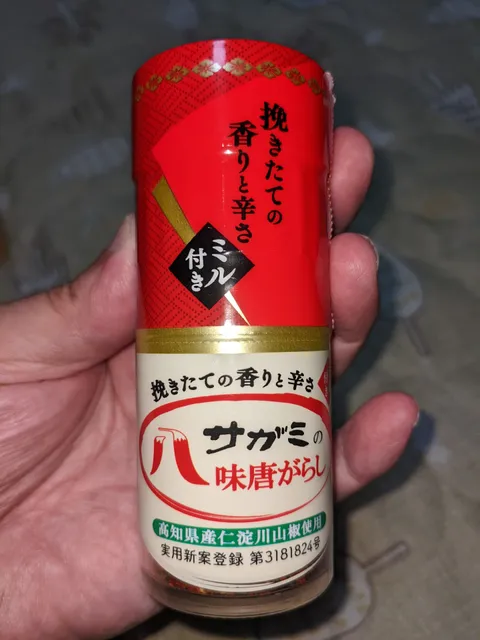 挽きたての
香りと辛さ
ミル
付き
挽きたての香りと辛さ
八
サガミの
味唐がらし
高知県産仁淀川山椒使用
実用新案登録 第3181824号